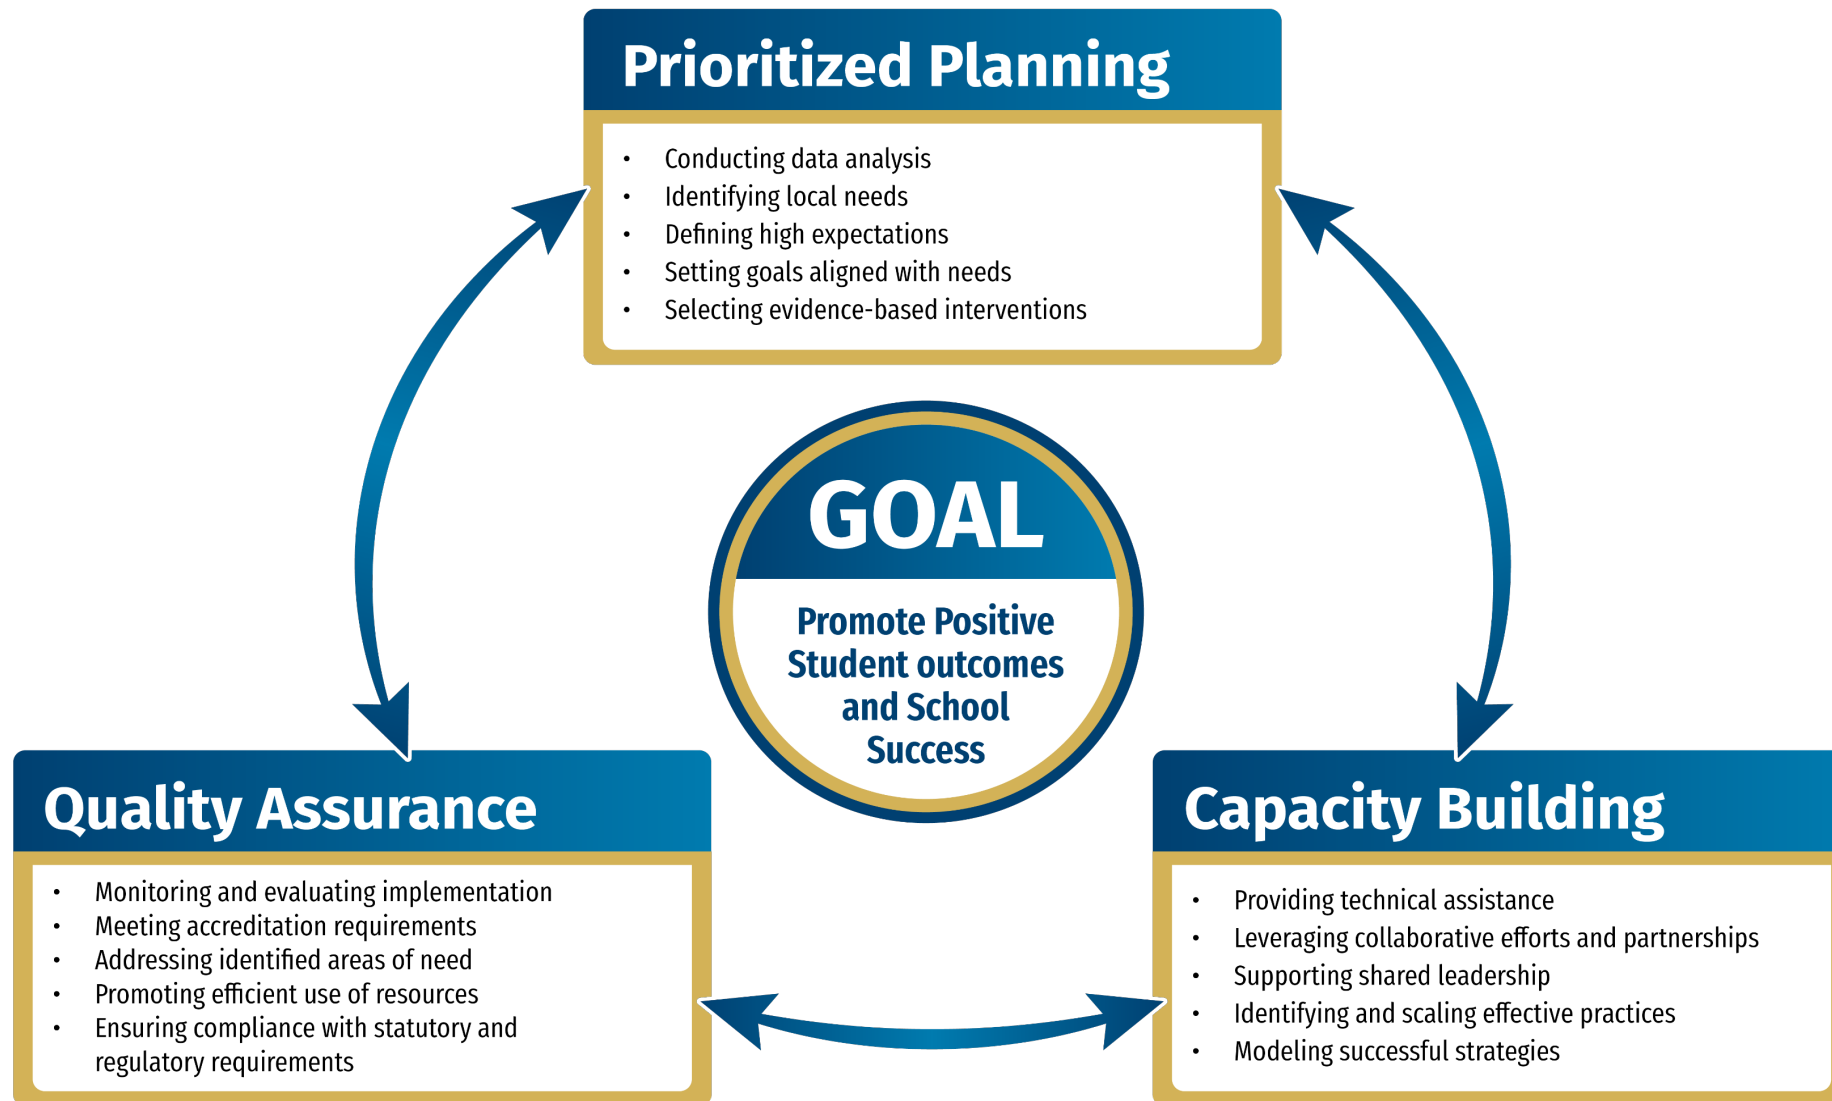 Prioritized Planning
• Conducting data analysis
• Identifying local needs
• Defining high expectations
• Setting goals aligned with needs
• Selecting evidence-based interventions
GOAL
Promote Positive
Student outcomes
and School
Success
Quality Assurance
• Monitoring and evaluating implementation
• Meeting accreditation requirements
• Addressing identified areas of need
• Promoting efficient use of resources
• Ensuring compliance with statutory and
regulatory requirements
Capacity Building
• Providing technical assistance
• Leveraging collaborative efforts and partnerships
• Supporting shared leadership
• Identifying and scaling effective practices
• Modeling successful strategies